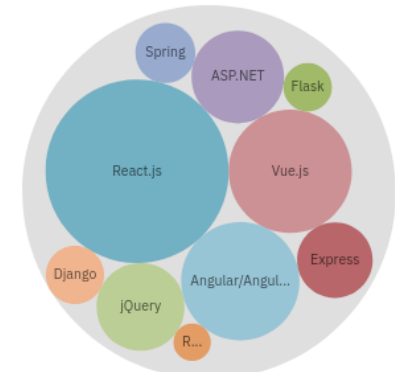 Spring
ASP.NET
Flask
React.js
Vue.js
Express
Django
Angular/Angul...
jQuery
R...